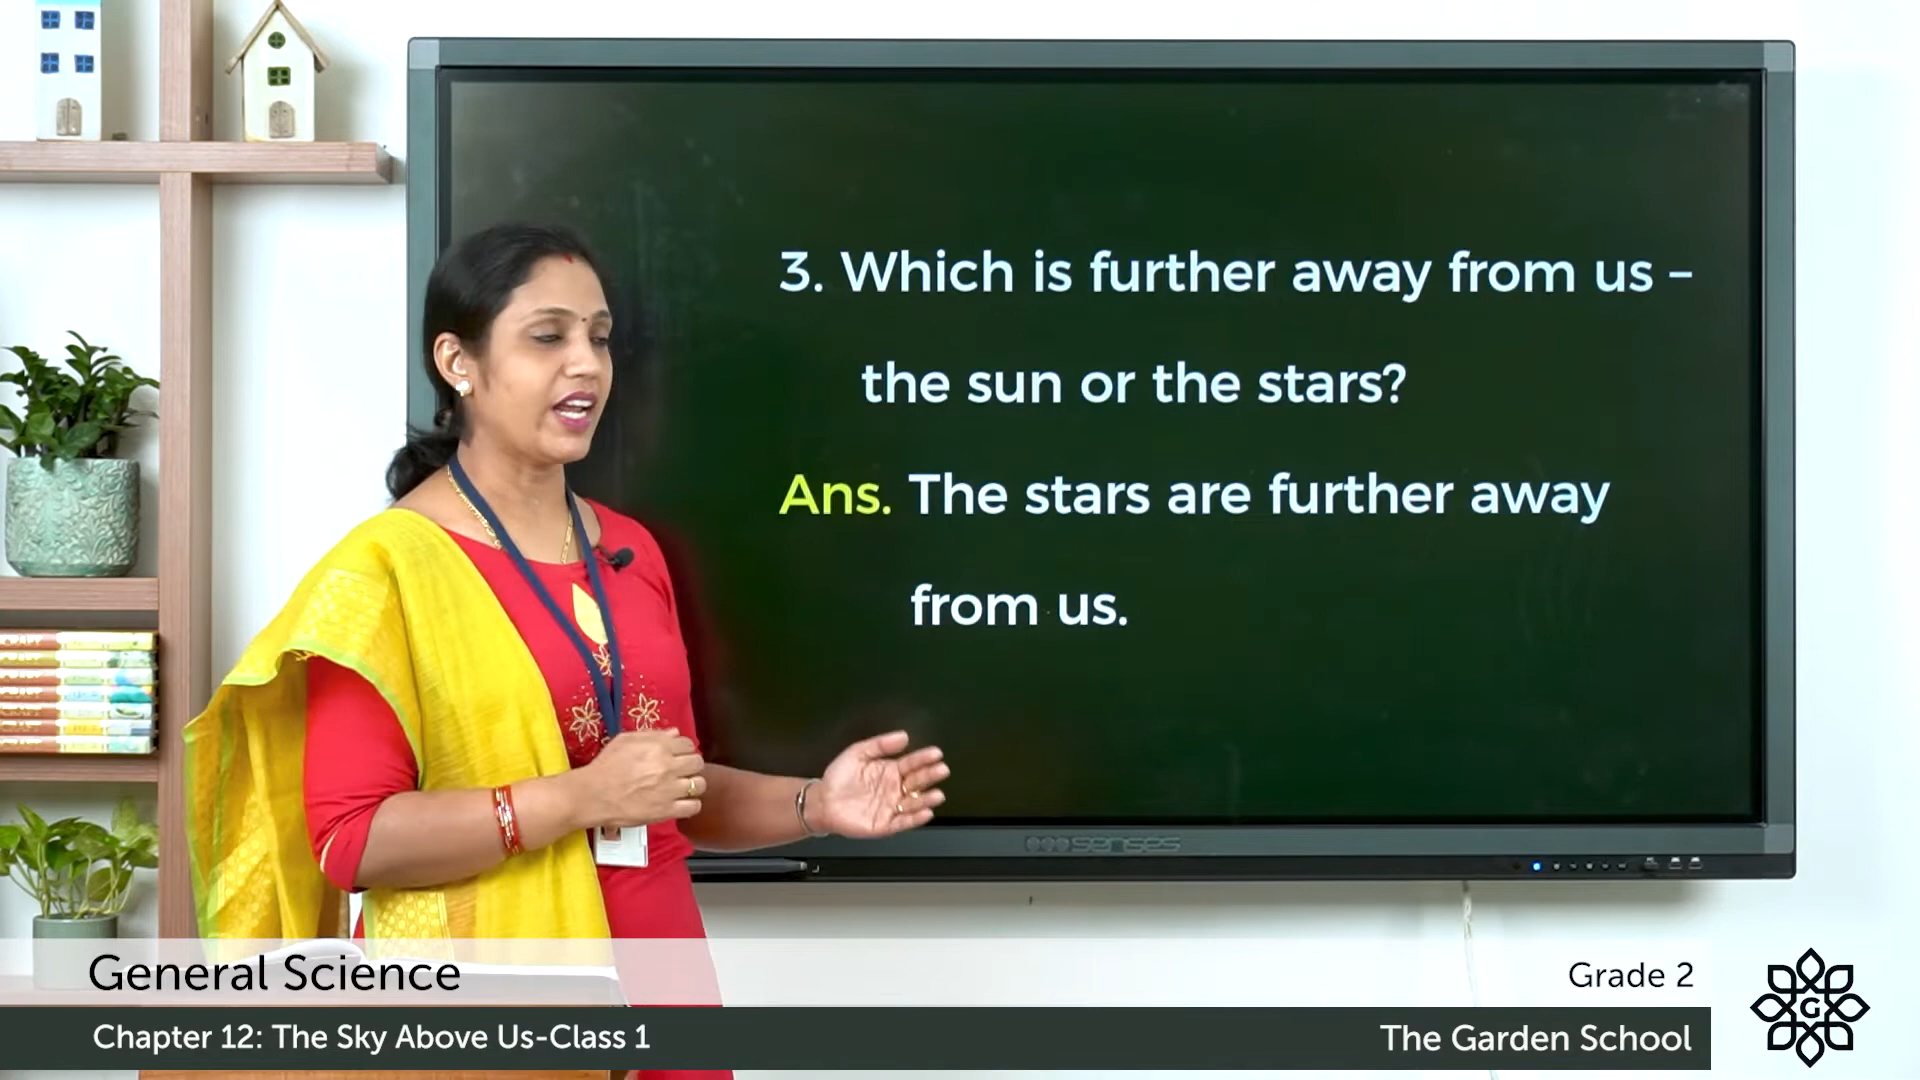 3. Which is further away from us –
the sun or the stars?
Ans. The stars are further away
from us.
senses
General Science
Grade 2
Chapter 12: The Sky Above Us-Class 1
The Garden School
G